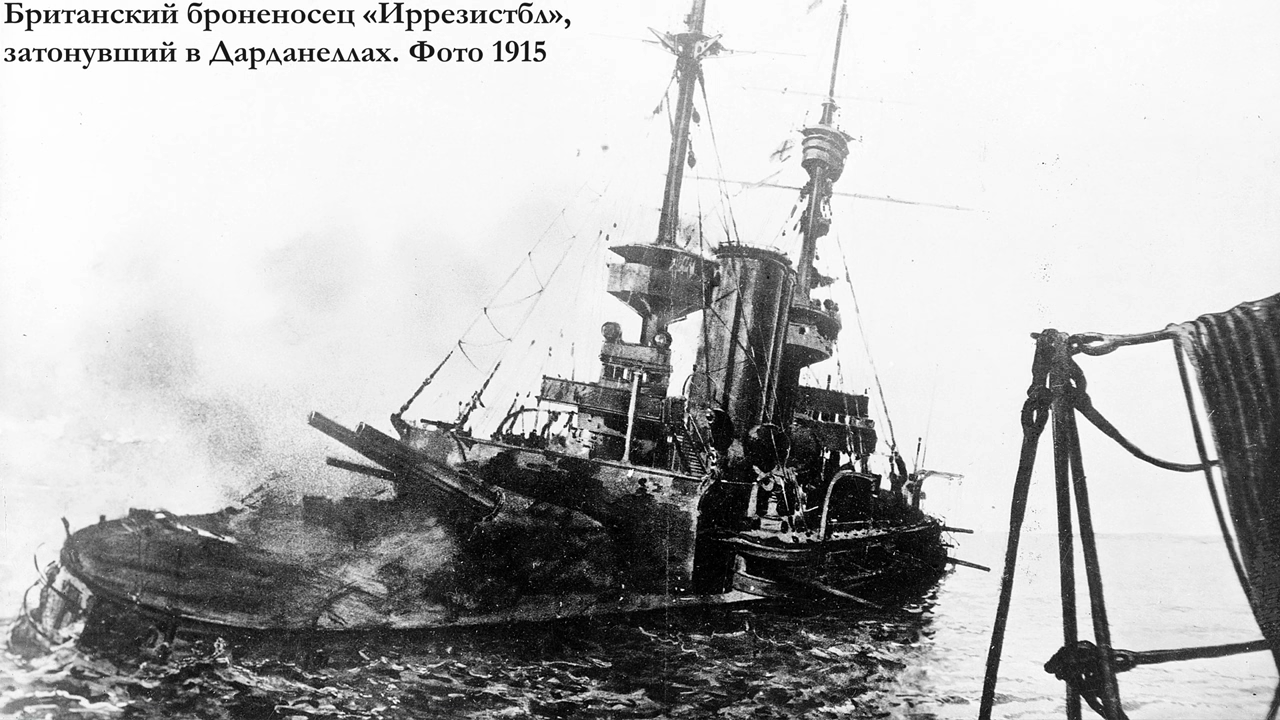 Британский броненосец «Иррезистбл»,
затонувший в Дарданеллах. Фото 1915